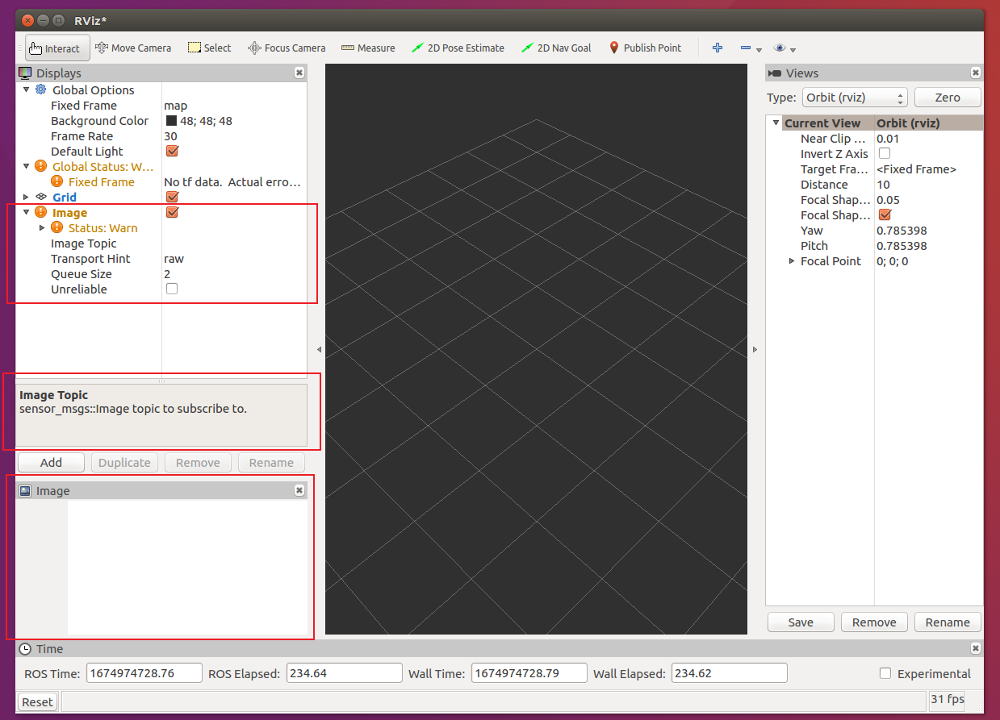 RViz*
Interact Move Camera Select Focus Camera Measure 2D Pose Estimate 2D Nav Goal Publish Point
Displays
Global Options
Fixed Frame map
Background Color 48; 48; 48
Frame Rate 30
Default Light
Global Status: W...
Fixed Frame No tf data. Actual erro...
Grid
Image
Status: Warn
Image Topic
Transport Hint raw
Queue Size 2
Unreliable
Image Topic
sensor_msgs::Image topic to subscribe to.
Add Duplicate Remove Rename
Image
Views
Type: Orbit (rviz) Zero
Current View Orbit (rviz)
Near Clip ... 0.01
Invert Z Axis
Target Fra... <Fixed Frame>
Distance 10
Focal Shap... 0.05
Focal Shap...
Yaw 0.785398
Pitch 0.785398
Focal Point 0; 0; 0
Save Remove Rename
Time
ROS Time: 1674974728.76 ROS Elapsed: 234.64 Wall Time: 1674974728.79 Wall Elapsed: 234.62 Experimental
Reset 31 fps